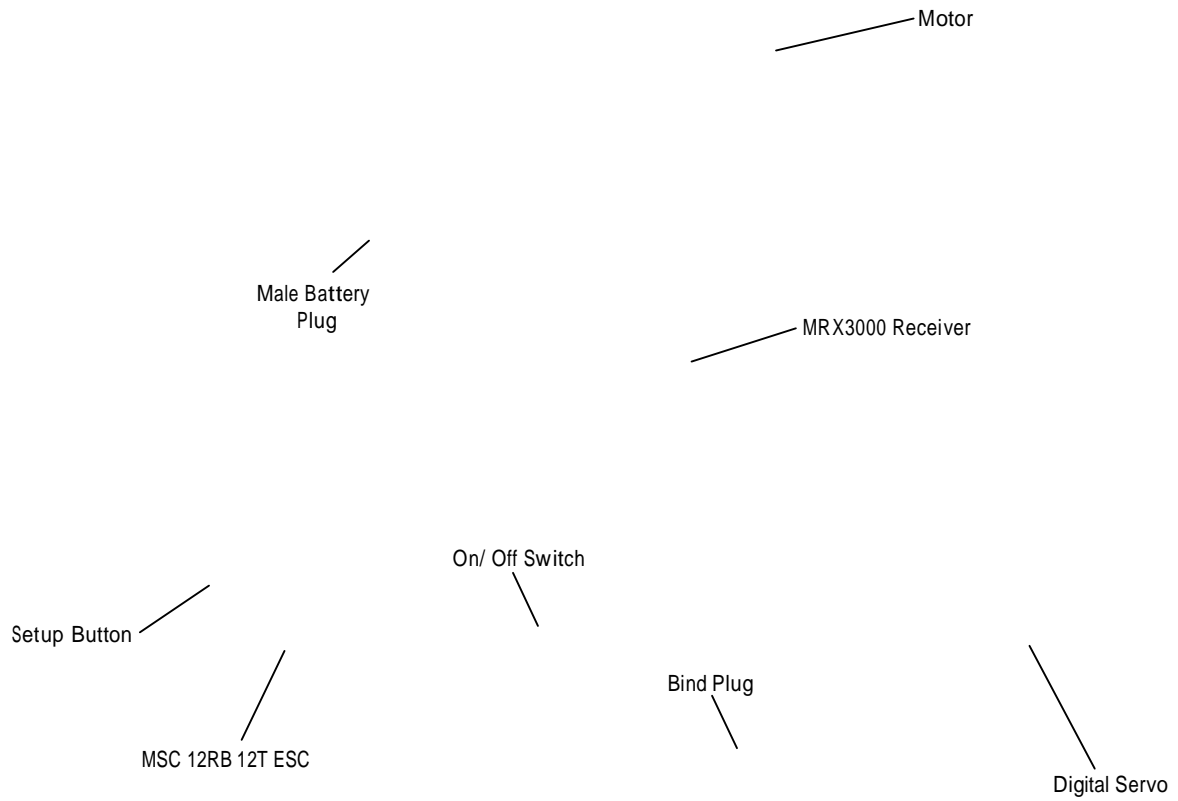 Motor
Male Battery
Plug
MRX3000 Receiver
On/ Off Switch
Setup Button
Bind Plug
MSC 12RB 12T ESC
Digital Servo